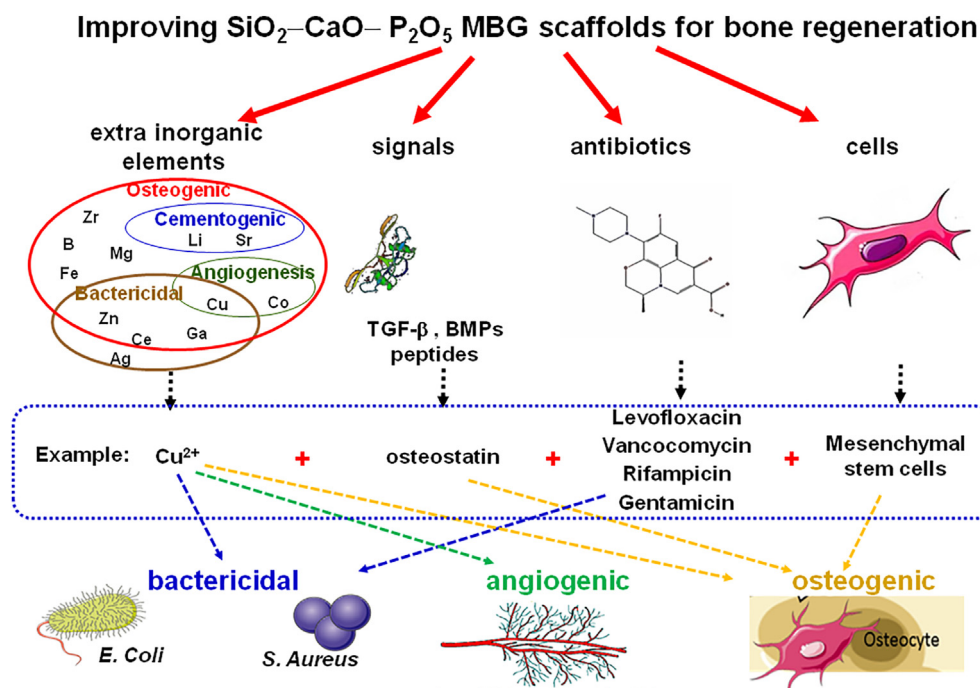 Improving SiO₂–CaO– P₂O₅ MBG scaffolds for bone regeneration
extra inorganic
elements
signals
antibiotics
cells
Osteogenic
Zr
Cementogenic
Li Sr
B
Mg
Fe
Angiogenesis
Bactericidal
Cu Co
Zn
Ce Ga
Ag
TGF-β , BMPs
peptides
Example:
Cu²⁺
+
osteostatin
+
Levofloxacin
Vancocomycin
Rifampicin
Gentamicin
+
Mesenchymal
stem cells
bactericidal
angiogenic
osteogenic
E. Coli
S. Aureus
Osteocyte